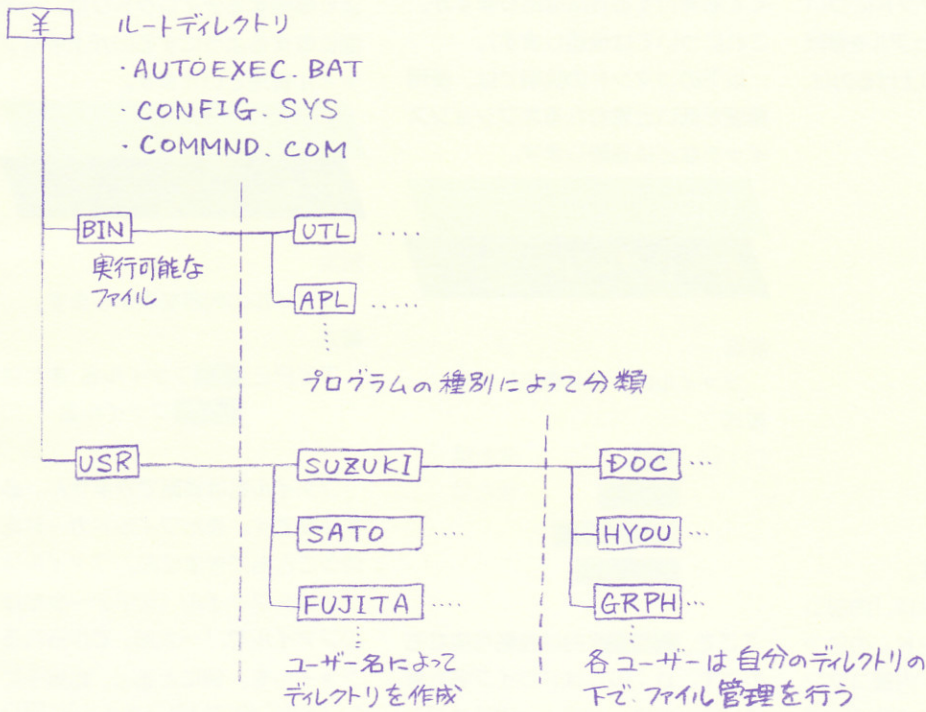 ¥ ルートディレクトリ
・AUTOEXEC.BAT
・CONFIG.SYS
・COMMND.COM
BIN UTL .....
実行可能な
ファイル
APL .....
プログラムの種別によって分類
USR SUZUKI DOC ...
SATO .... HYOU ...
FUJITA .... GRPH ...
ユーザー名によって
ディレクトリを作成
各ユーザーは自分のディレクトリの
下で、ファイル管理を行う